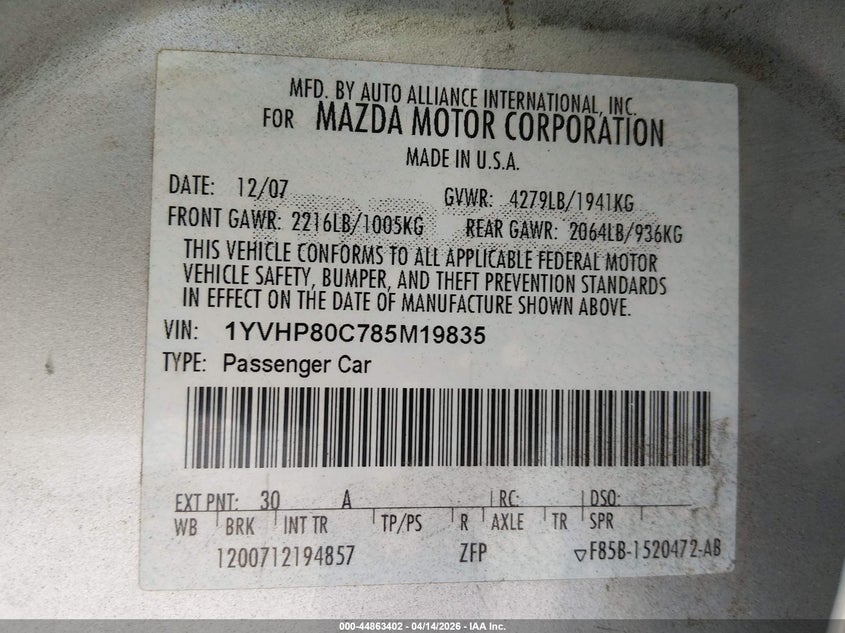 MFD. BY AUTO ALLIANCE INTERNATIONAL, INC.
FOR MAZDA MOTOR CORPORATION
MADE IN U.S.A.
DATE: 12/07 GVWR: 4279LB/1941KG
FRONT GAWR: 2216LB/1005KG REAR GAWR: 2064LB/936KG
THIS VEHICLE CONFORMS TO ALL APPLICABLE FEDERAL MOTOR
VEHICLE SAFETY, BUMPER, AND THEFT PREVENTION STANDARDS
IN EFFECT ON THE DATE OF MANUFACTURE SHOWN ABOVE.
VIN: 1YVHP80C785M19835
TYPE: Passenger Car
EXT PNT: 30 A RC: DSO:
WB BRK INT TR TP/PS R AXLE TR SPR
1200712194857 ZFP ▽F85B-1520472-AB
000-44863402 - 04/14/2026 - IAA Inc.